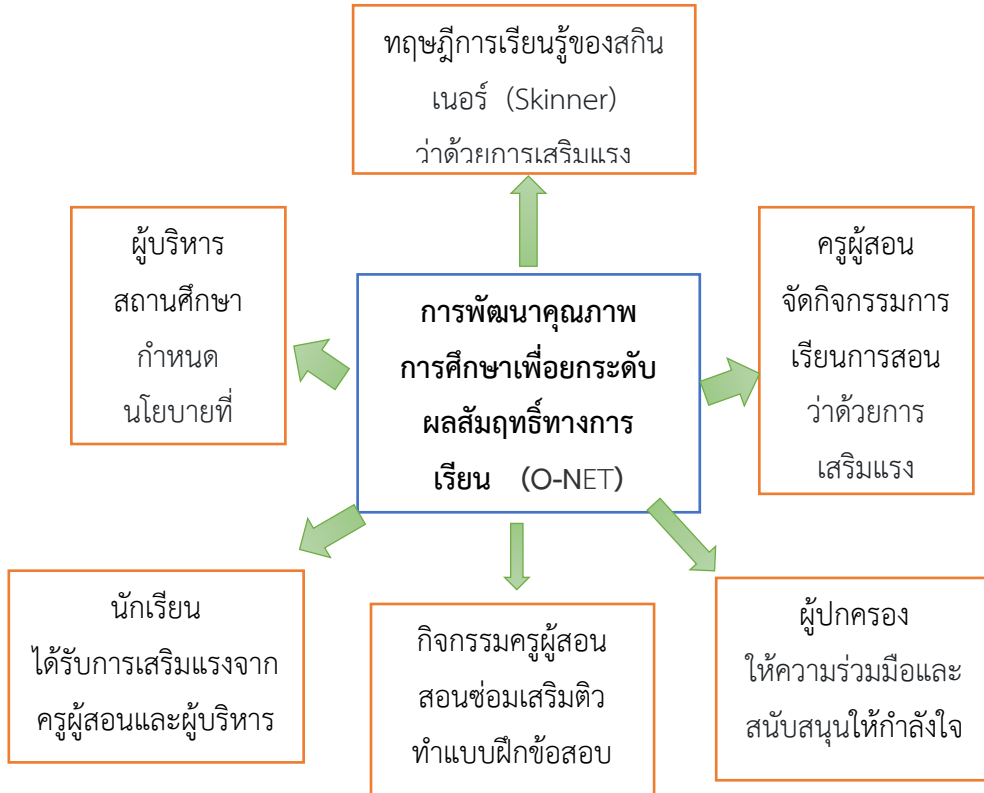 ทฤษฎีการเรียนรู้ของสกิน
เนอร์ (Skinner)
ว่าด้วยการเสริมแรง
ผู้บริหาร
สถานศึกษา
กำหนด
นโยบายที่
การพัฒนาคุณภาพ
การศึกษาเพื่อยกระดับ
ผลสัมฤทธิ์ทางการ
เรียน (O-NET)
ครูผู้สอน
จัดกิจกรรมการ
เรียนการสอน
ว่าด้วยการ
เสริมแรง
นักเรียน
ได้รับการเสริมแรงจาก
ครูผู้สอนและผู้บริหาร
กิจกรรมครูผู้สอน
สอนซ่อมเสริมติว
ทำแบบฝึกข้อสอบ
ผู้ปกครอง
ให้ความร่วมมือและ
สนับสนุนให้กำลังใจ